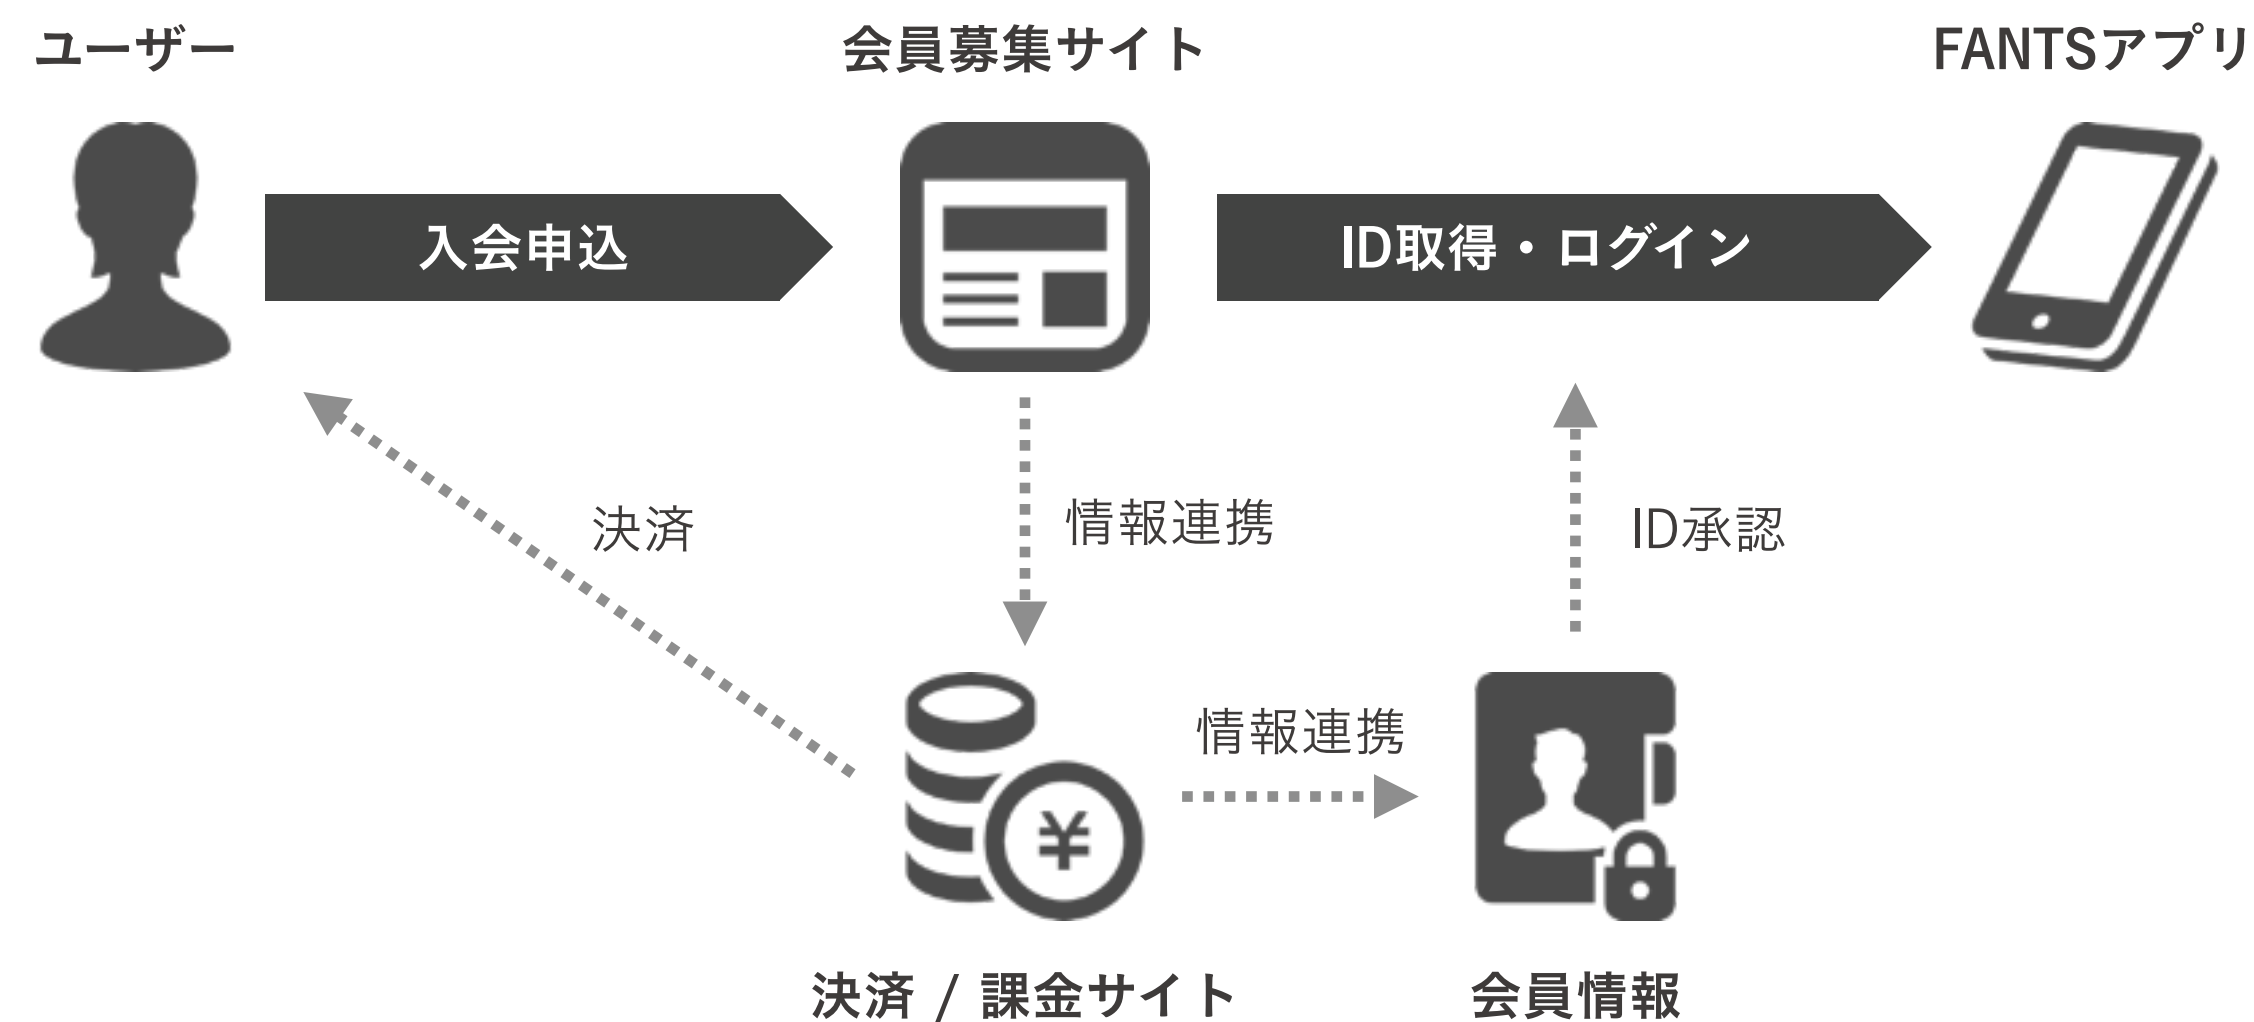 ユーザー
会員募集サイト
FANTSアプリ
入会申込
ID取得・ログイン
決済
情報連携
ID承認
情報連携
¥
決済 / 課金サイト
会員情報